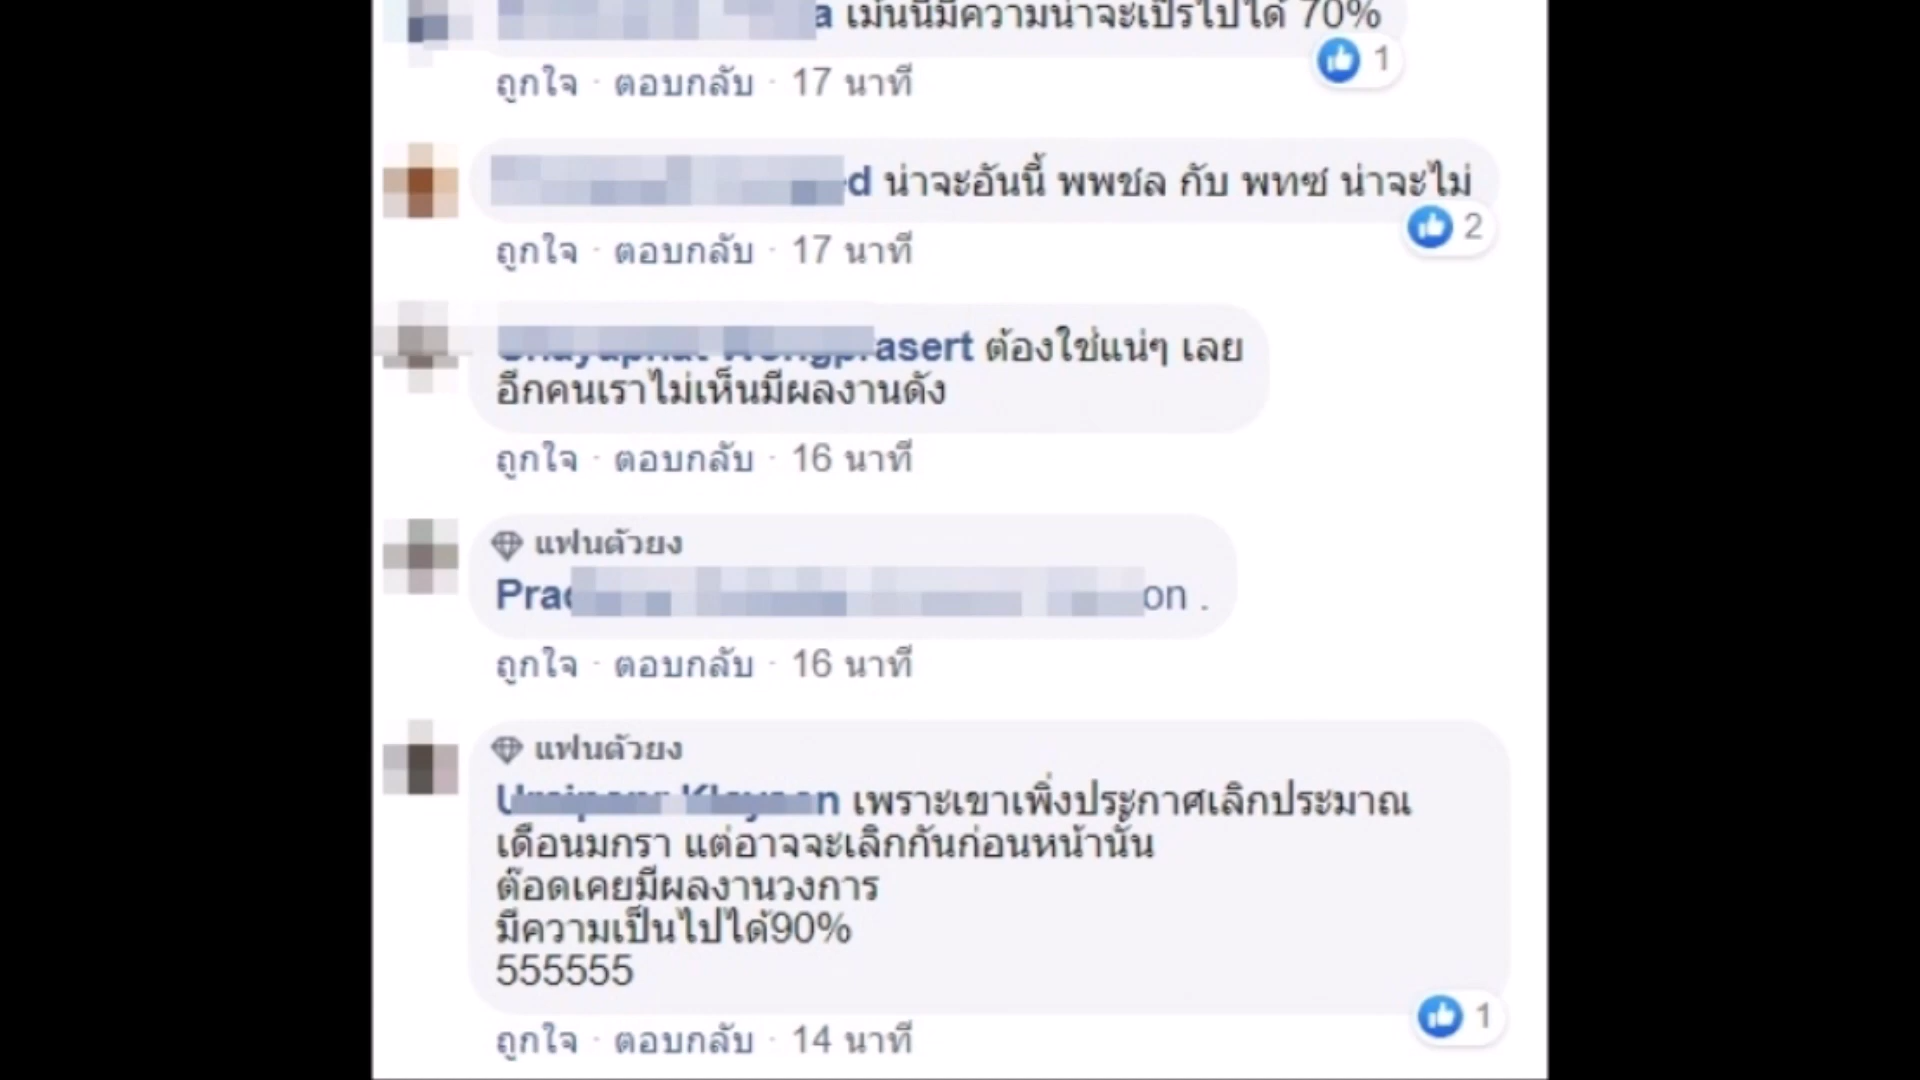 เม้นนี้มีความน่าจะเป็รไปได้ 70%
1
ถูกใจ · ตอบกลับ · 17 นาที
น่าจะอันนี้ พพชล กับ พทซ น่าจะไม่
2
ถูกใจ · ตอบกลับ · 17 นาที
asert ต้องใช่แน่ๆ เลย
อีกคนเราไม่เห็นมีผลงานดัง
ถูกใจ · ตอบกลับ · 16 นาที
แฟนตัวยง
on .
ถูกใจ · ตอบกลับ · 16 นาที
แฟนตัวยง
เพราะเขาเพิ่งประกาศเลิกประมาณ
เดือนมกรา แต่อาจจะเลิกกันก่อนหน้านั้น
ต๊อดเคยมีผลงานวงการ
มีความเป็นไปได้90%
555555
1
ถูกใจ · ตอบกลับ · 14 นาที